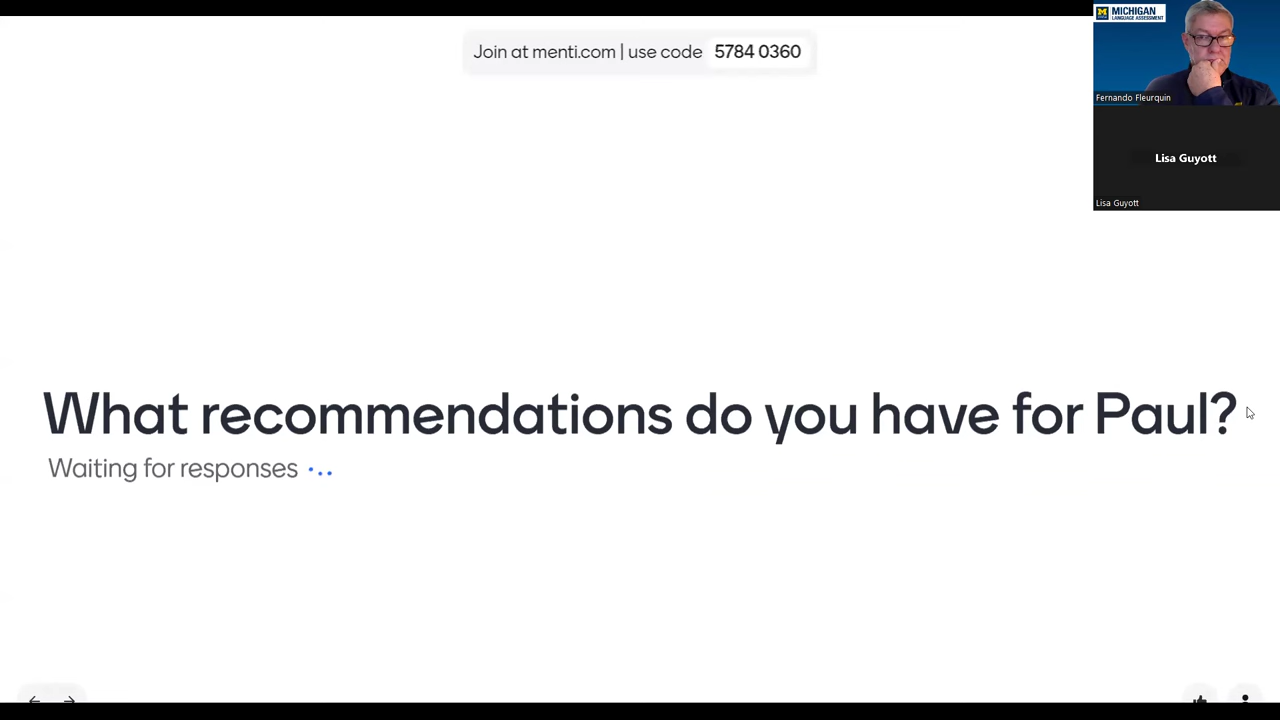 Join at menti.com | use code 5784 0360
MICHIGAN
LANGUAGE ASSESSMENT
Fernando Fleurquin
Lisa Guyott
Lisa Guyott
What recommendations do you have for Paul?
Waiting for responses